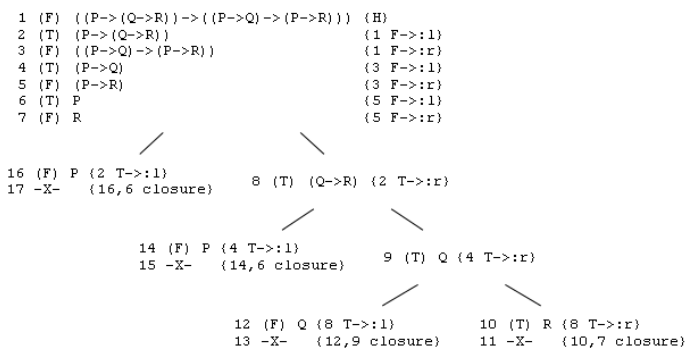 1 (F) ((P->(Q->R))->((P->Q)->(P->R))) {H}
2 (T) (P->(Q->R)) {1 F->:l}
3 (F) ((P->Q)->(P->R)) {1 F->:r}
4 (T) (P->Q) {3 F->:l}
5 (F) (P->R) {3 F->:r}
6 (T) P {5 F->:l}
7 (F) R {5 F->:r}
16 (F) P {2 T->:l}
17 -X- {16,6 closure}
8 (T) (Q->R) {2 T->:r}
14 (F) P {4 T->:l}
15 -X- {14,6 closure}
9 (T) Q {4 T->:r}
12 (F) Q {8 T->:l}
13 -X- {12,9 closure}
10 (T) R {8 T->:r}
11 -X- {10,7 closure}